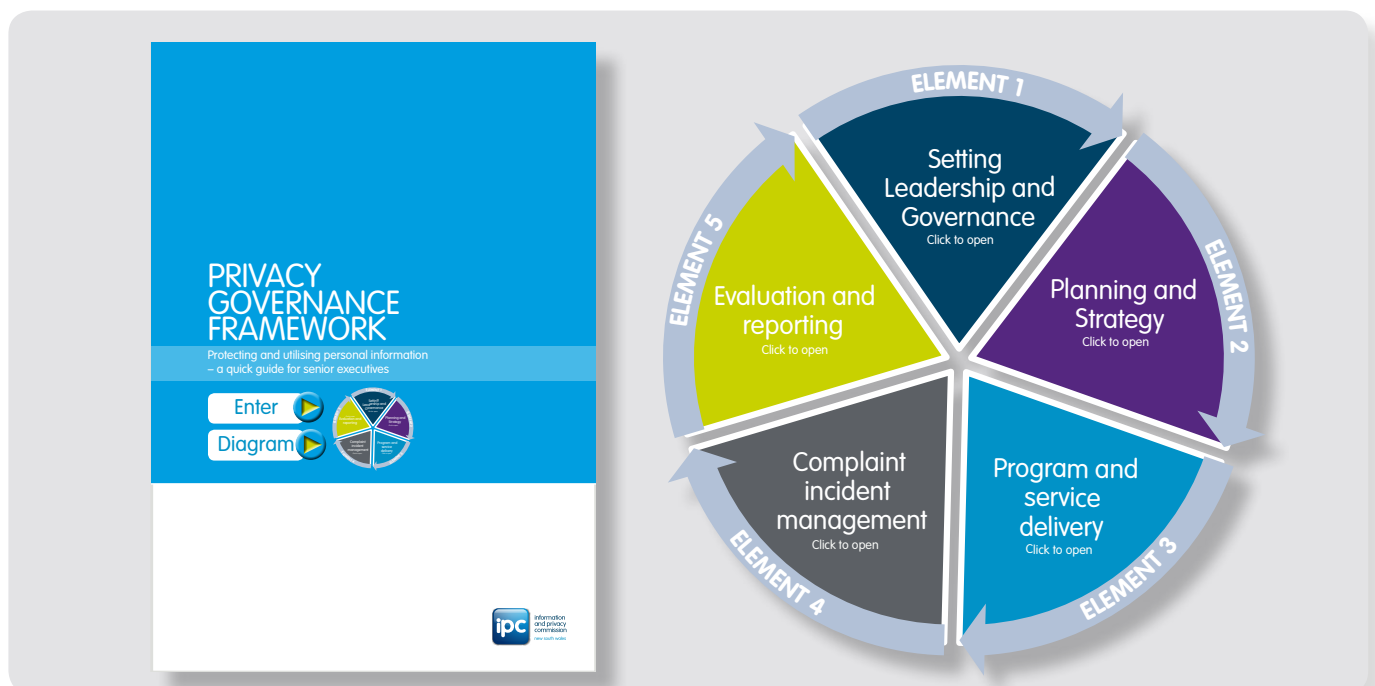 PRIVACY
GOVERNANCE
FRAMEWORK
Protecting and utilising personal information
– a quick guide for senior executives
Enter
Diagram
ipc
information
and privacy
commission
new south wales
ELEMENT 1
Setting
Leadership and
Governance
Click to open
ELEMENT 2
Planning and
Strategy
Click to open
ELEMENT 3
Program and
service
delivery
Click to open
ELEMENT 4
Complaint
incident
management
Click to open
ELEMENT 5
Evaluation and
reporting
Click to open